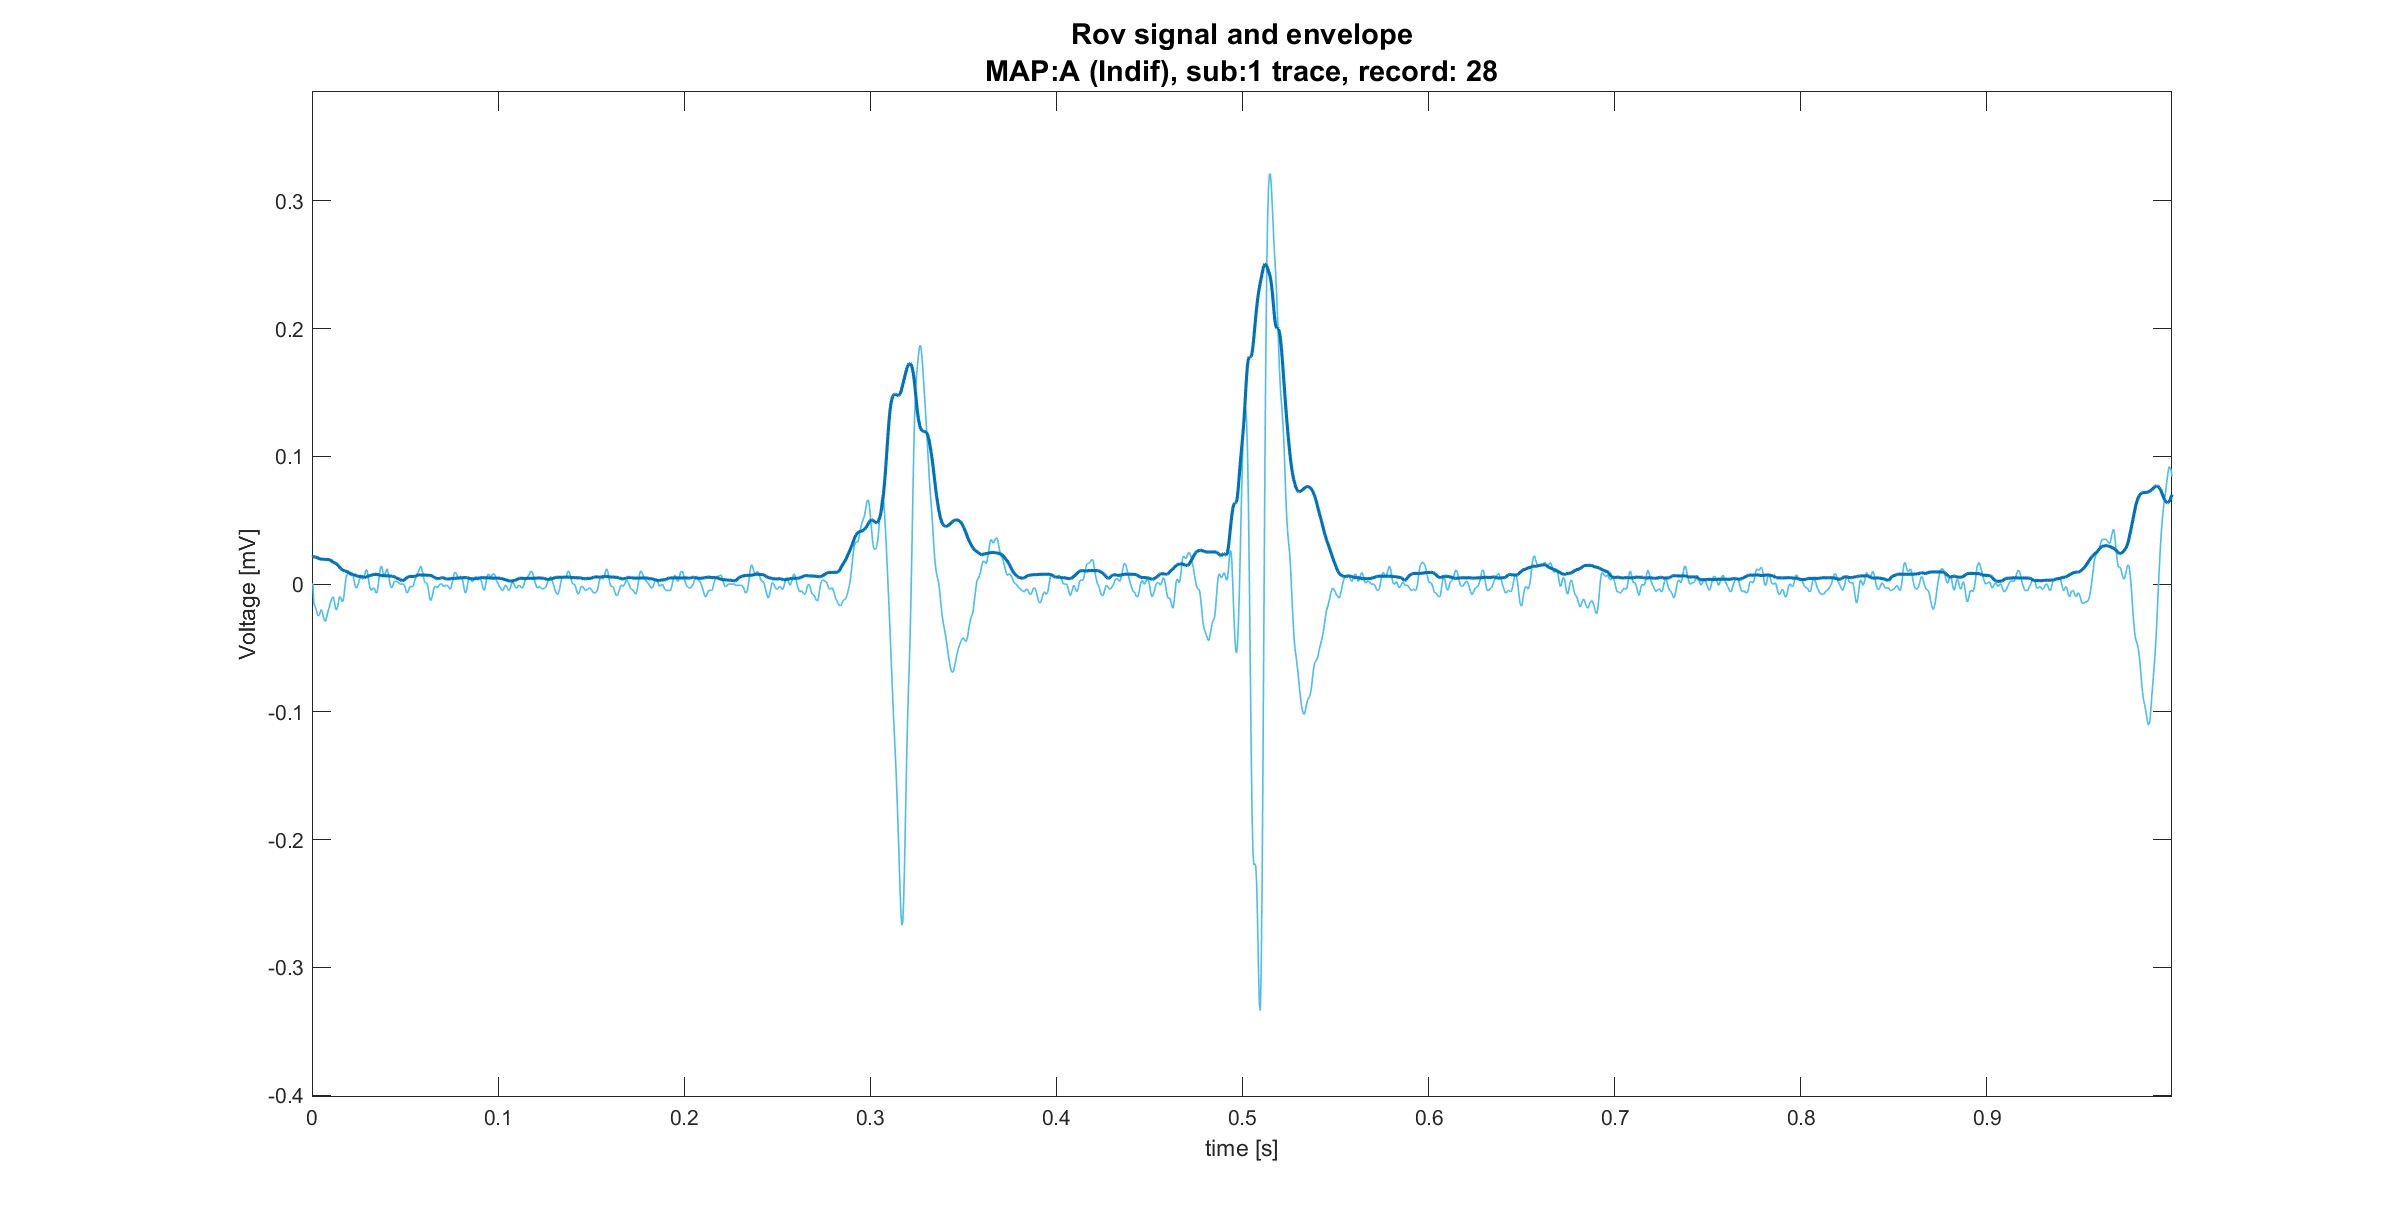 Rov signal and envelope
MAP:A (Indif), sub:1 trace, record: 28
0.3
0.2
0.1
0
-0.1
-0.2
-0.3
-0.4
Voltage [mV]
0 0.1 0.2 0.3 0.4 0.5 0.6 0.7 0.8 0.9
time [s]